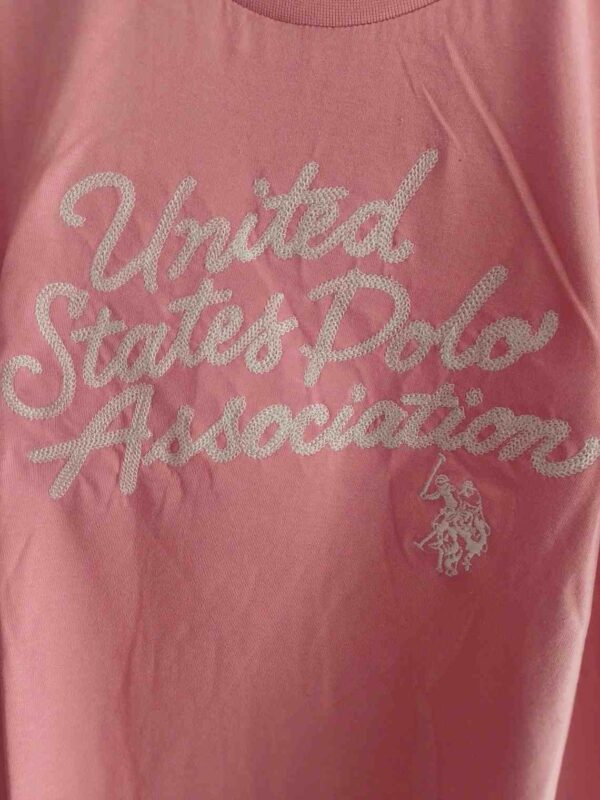 United
States Polo
Association